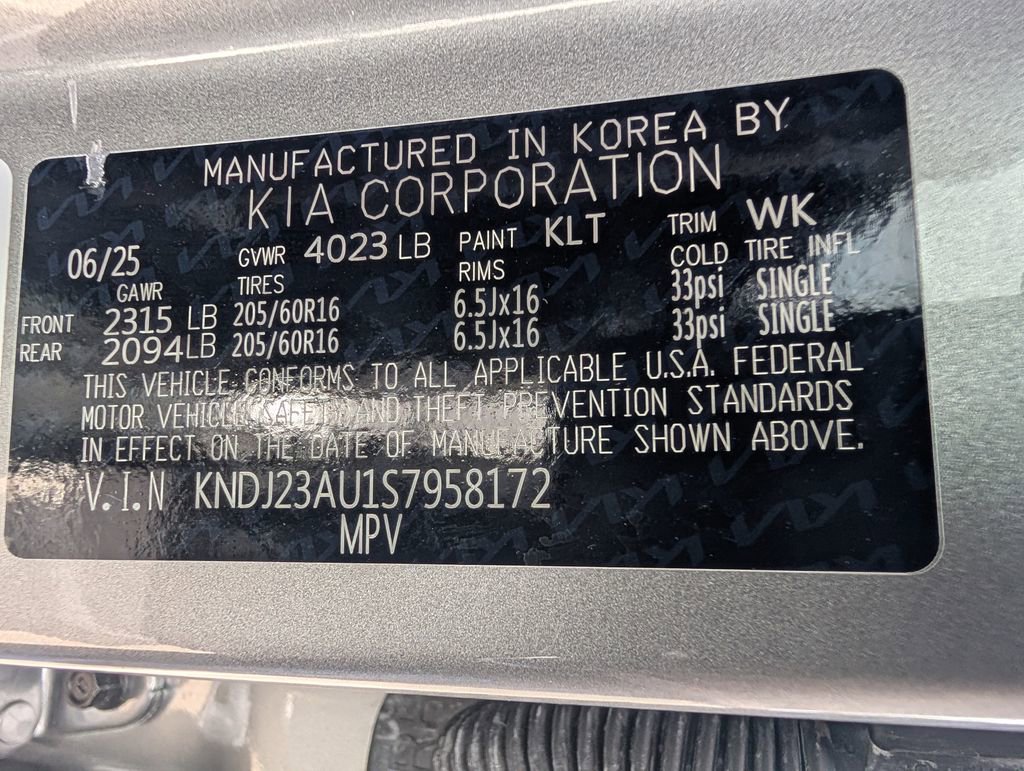 MANUFACTURED IN KOREA BY
KIA CORPORATION
06/25 GVWR 4023 LB PAINT KLT TRIM WK
GAWR TIRES RIMS COLD TIRE INFL
FRONT 2315 LB 205/60R16 6.5Jx16 33psi SINGLE
REAR 2094LB 205/60R16 6.5Jx16 33psi SINGLE
THIS VEHICLE CONFORMS TO ALL APPLICABLE U.S.A. FEDERAL
MOTOR VEHICLE SAFETY AND THEFT PREVENTION STANDARDS
IN EFFECT ON THE DATE OF MANUFACTURE SHOWN ABOVE.
V.I.N KNDJ23AU1S7958172
MPV